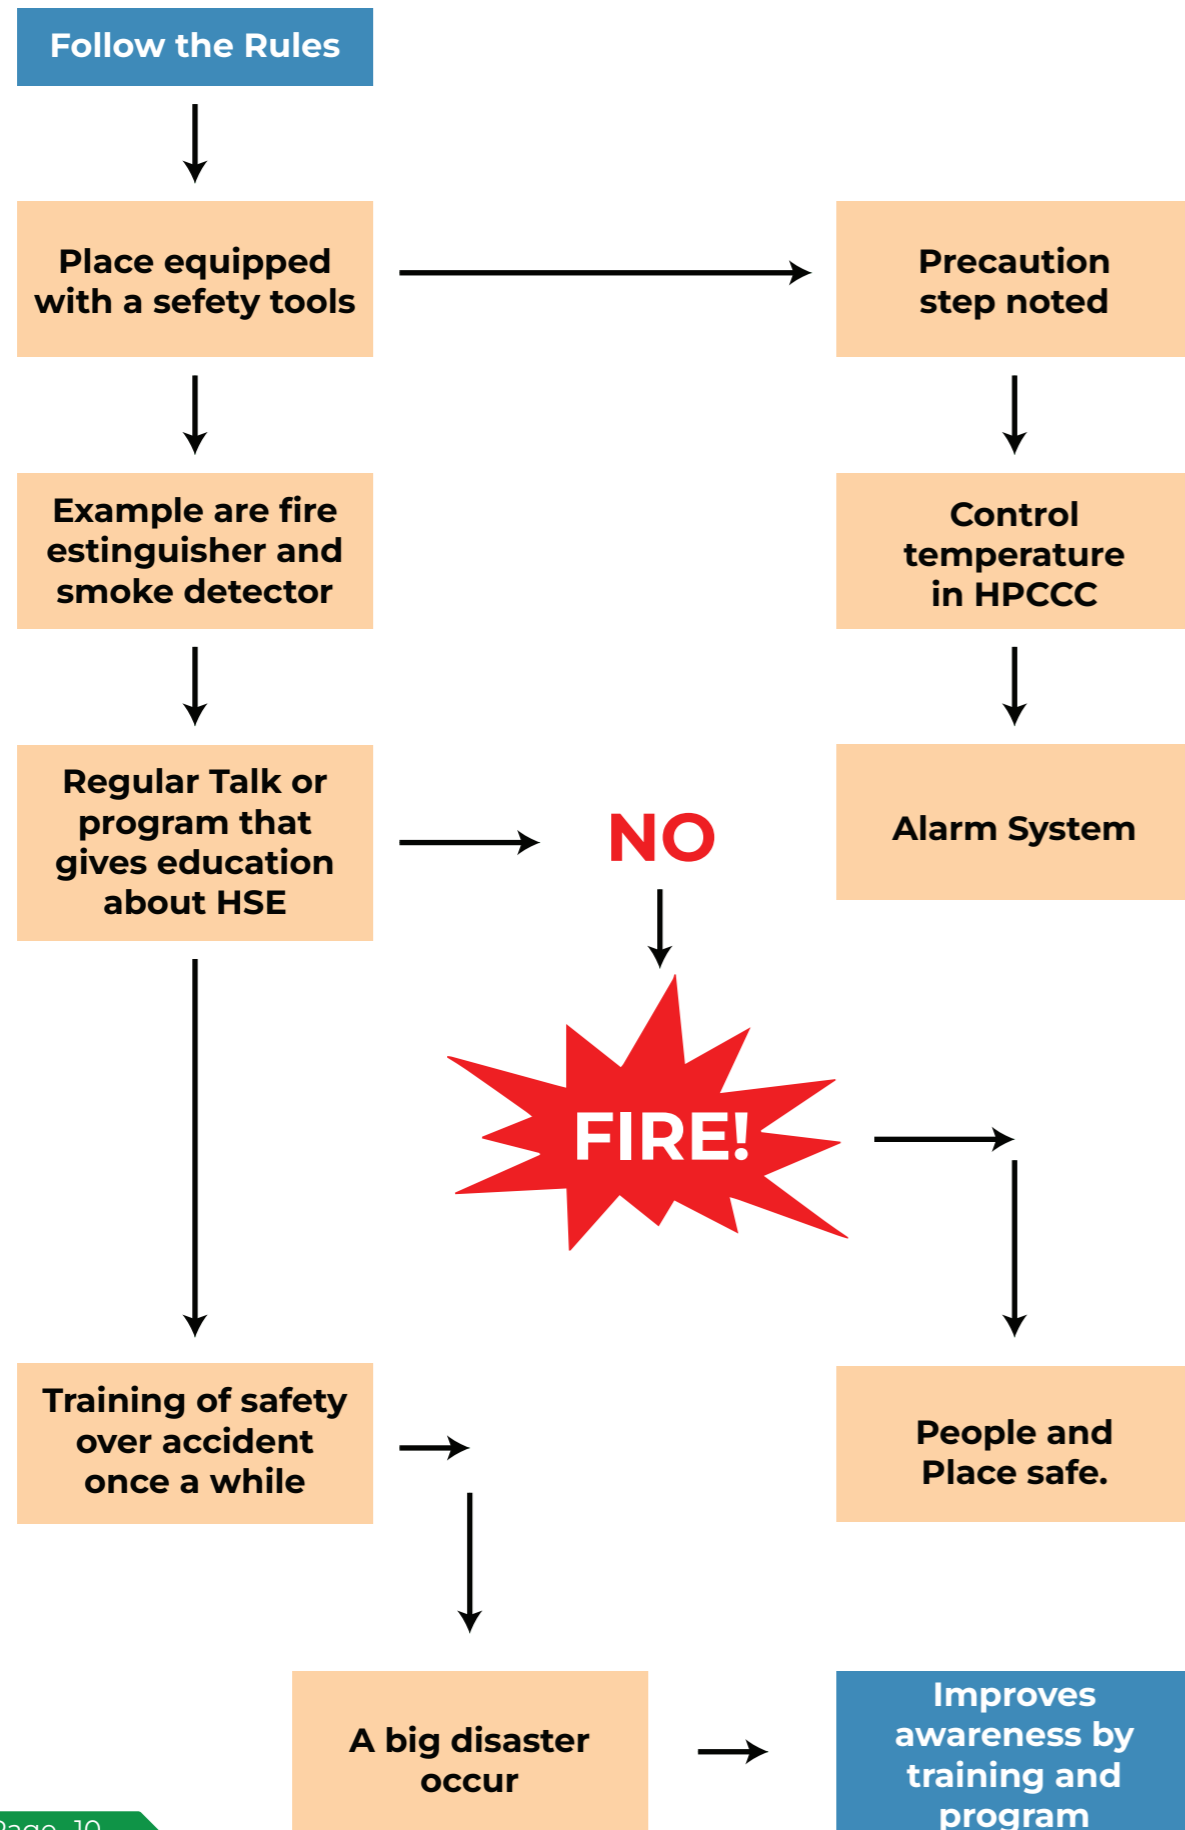 Follow the Rules
Place equipped
with a sefety tools
Precaution
step noted
Example are fire
estinguisher and
smoke detector
Control
temperature
in HPCCC
Regular Talk or
program that
gives education
about HSE
NO
Alarm System
FIRE!
Training of safety
over accident
once a while
People and
Place safe.
A big disaster
occur
Improves
awareness by
training and
program
Page 10